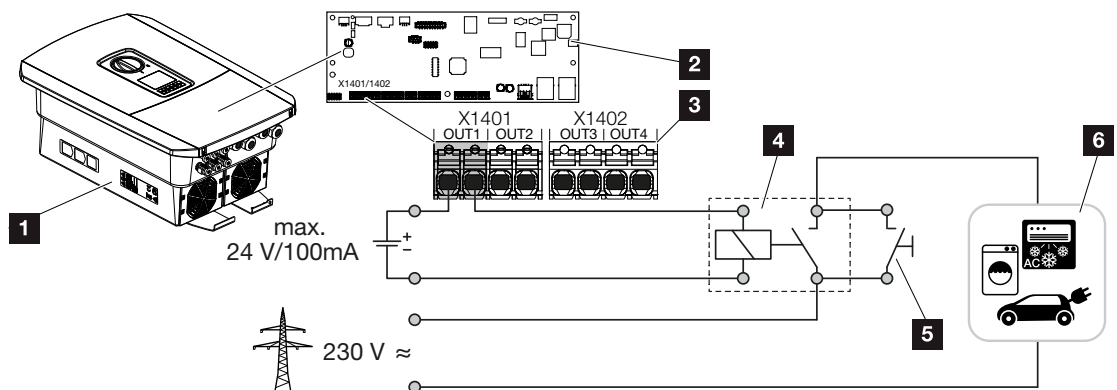 X1401/1402
2
3
X1401 X1402
OUT1 OUT2 OUT3 OUT4
4
6
1
max.
24 V/100mA
+
−
AC
5
230 V ≈